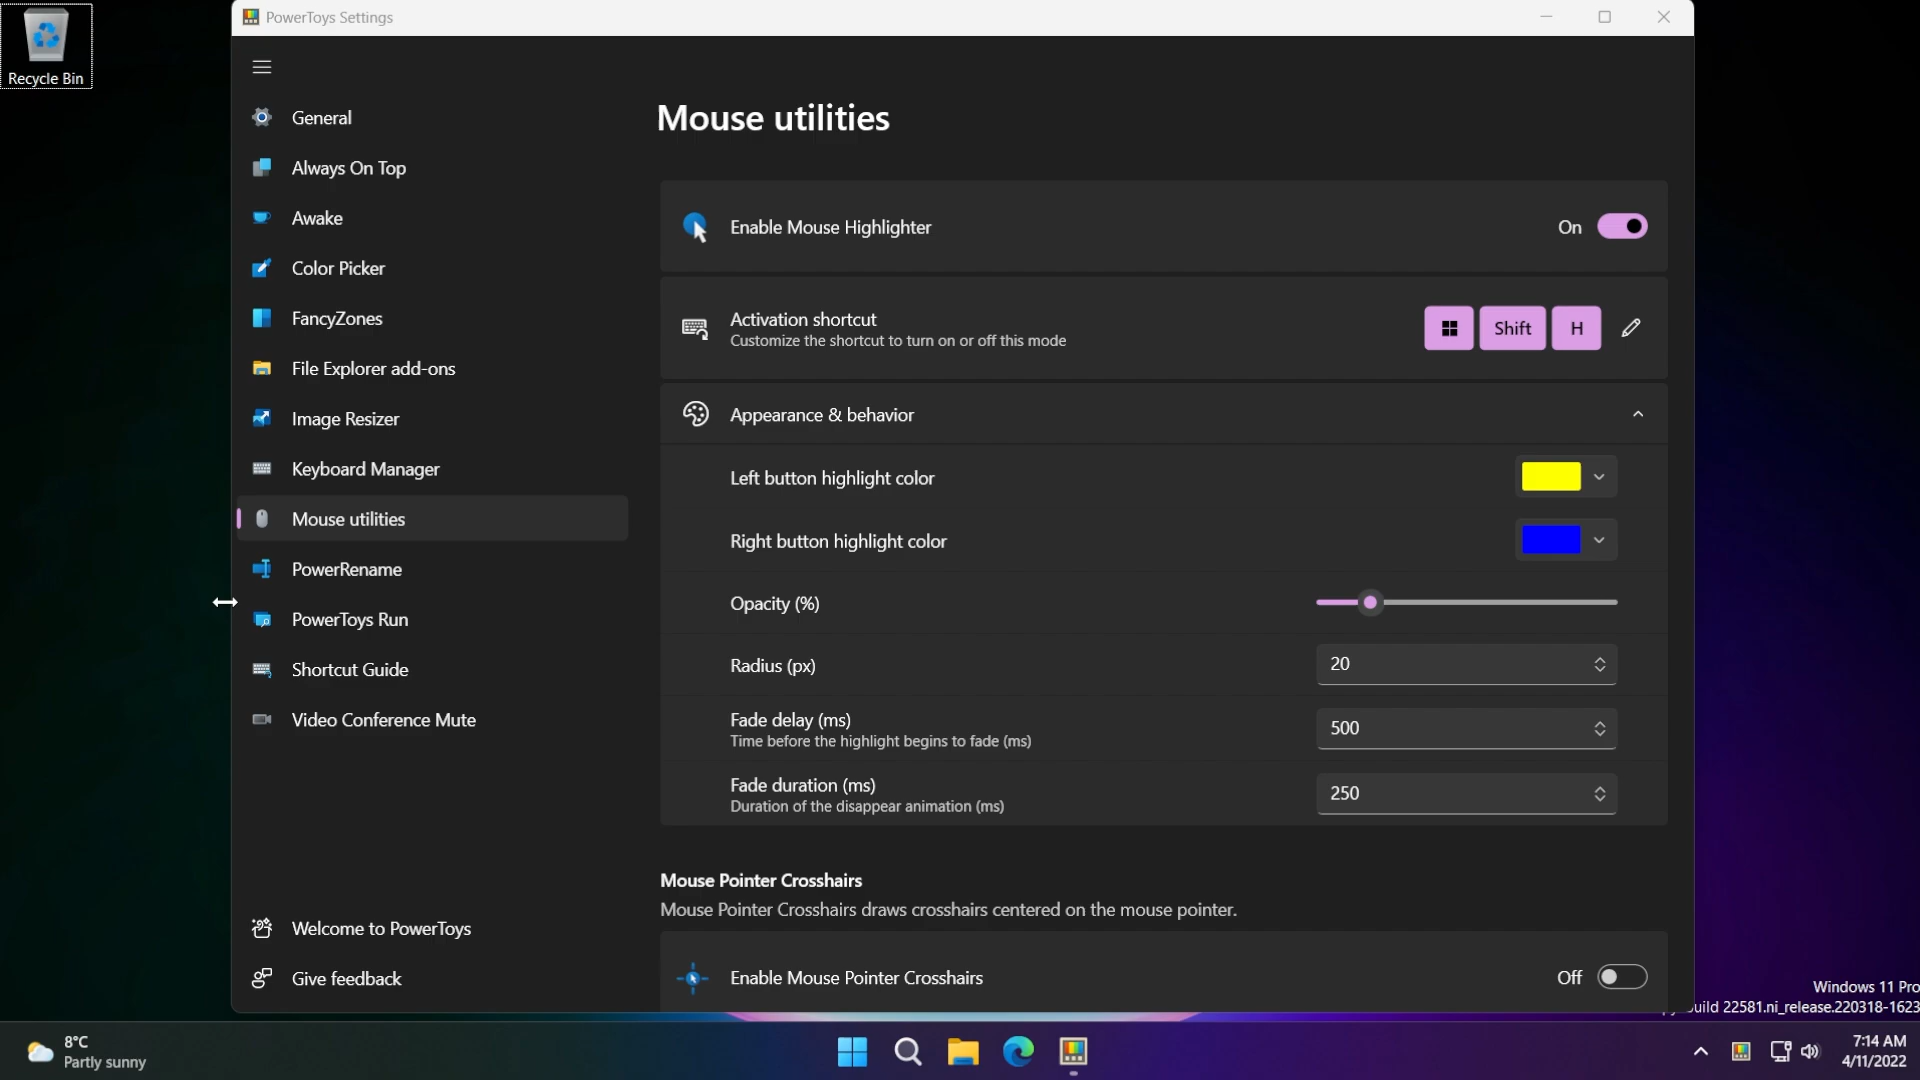 Recycle Bin
PowerToys Settings
General
Always On Top
Awake
Color Picker
FancyZones
File Explorer add-ons
Image Resizer
Keyboard Manager
Mouse utilities
PowerRename
PowerToys Run
Shortcut Guide
Video Conference Mute
Welcome to PowerToys
Give feedback
Mouse utilities
Enable Mouse Highlighter
On
Activation shortcut
Customize the shortcut to turn on or off this mode
Shift H
Appearance & behavior
Left button highlight color
Right button highlight color
Opacity (%)
Radius (px)
20
Fade delay (ms)
Time before the highlight begins to fade (ms)
500
Fade duration (ms)
Duration of the disappear animation (ms)
250
Mouse Pointer Crosshairs
Mouse Pointer Crosshairs draws crosshairs centered on the mouse pointer.
Enable Mouse Pointer Crosshairs
Off
Windows 11 Pro
22581.ni_release.220318-1623
8°C
Partly sunny
7:14 AM
4/11/2022